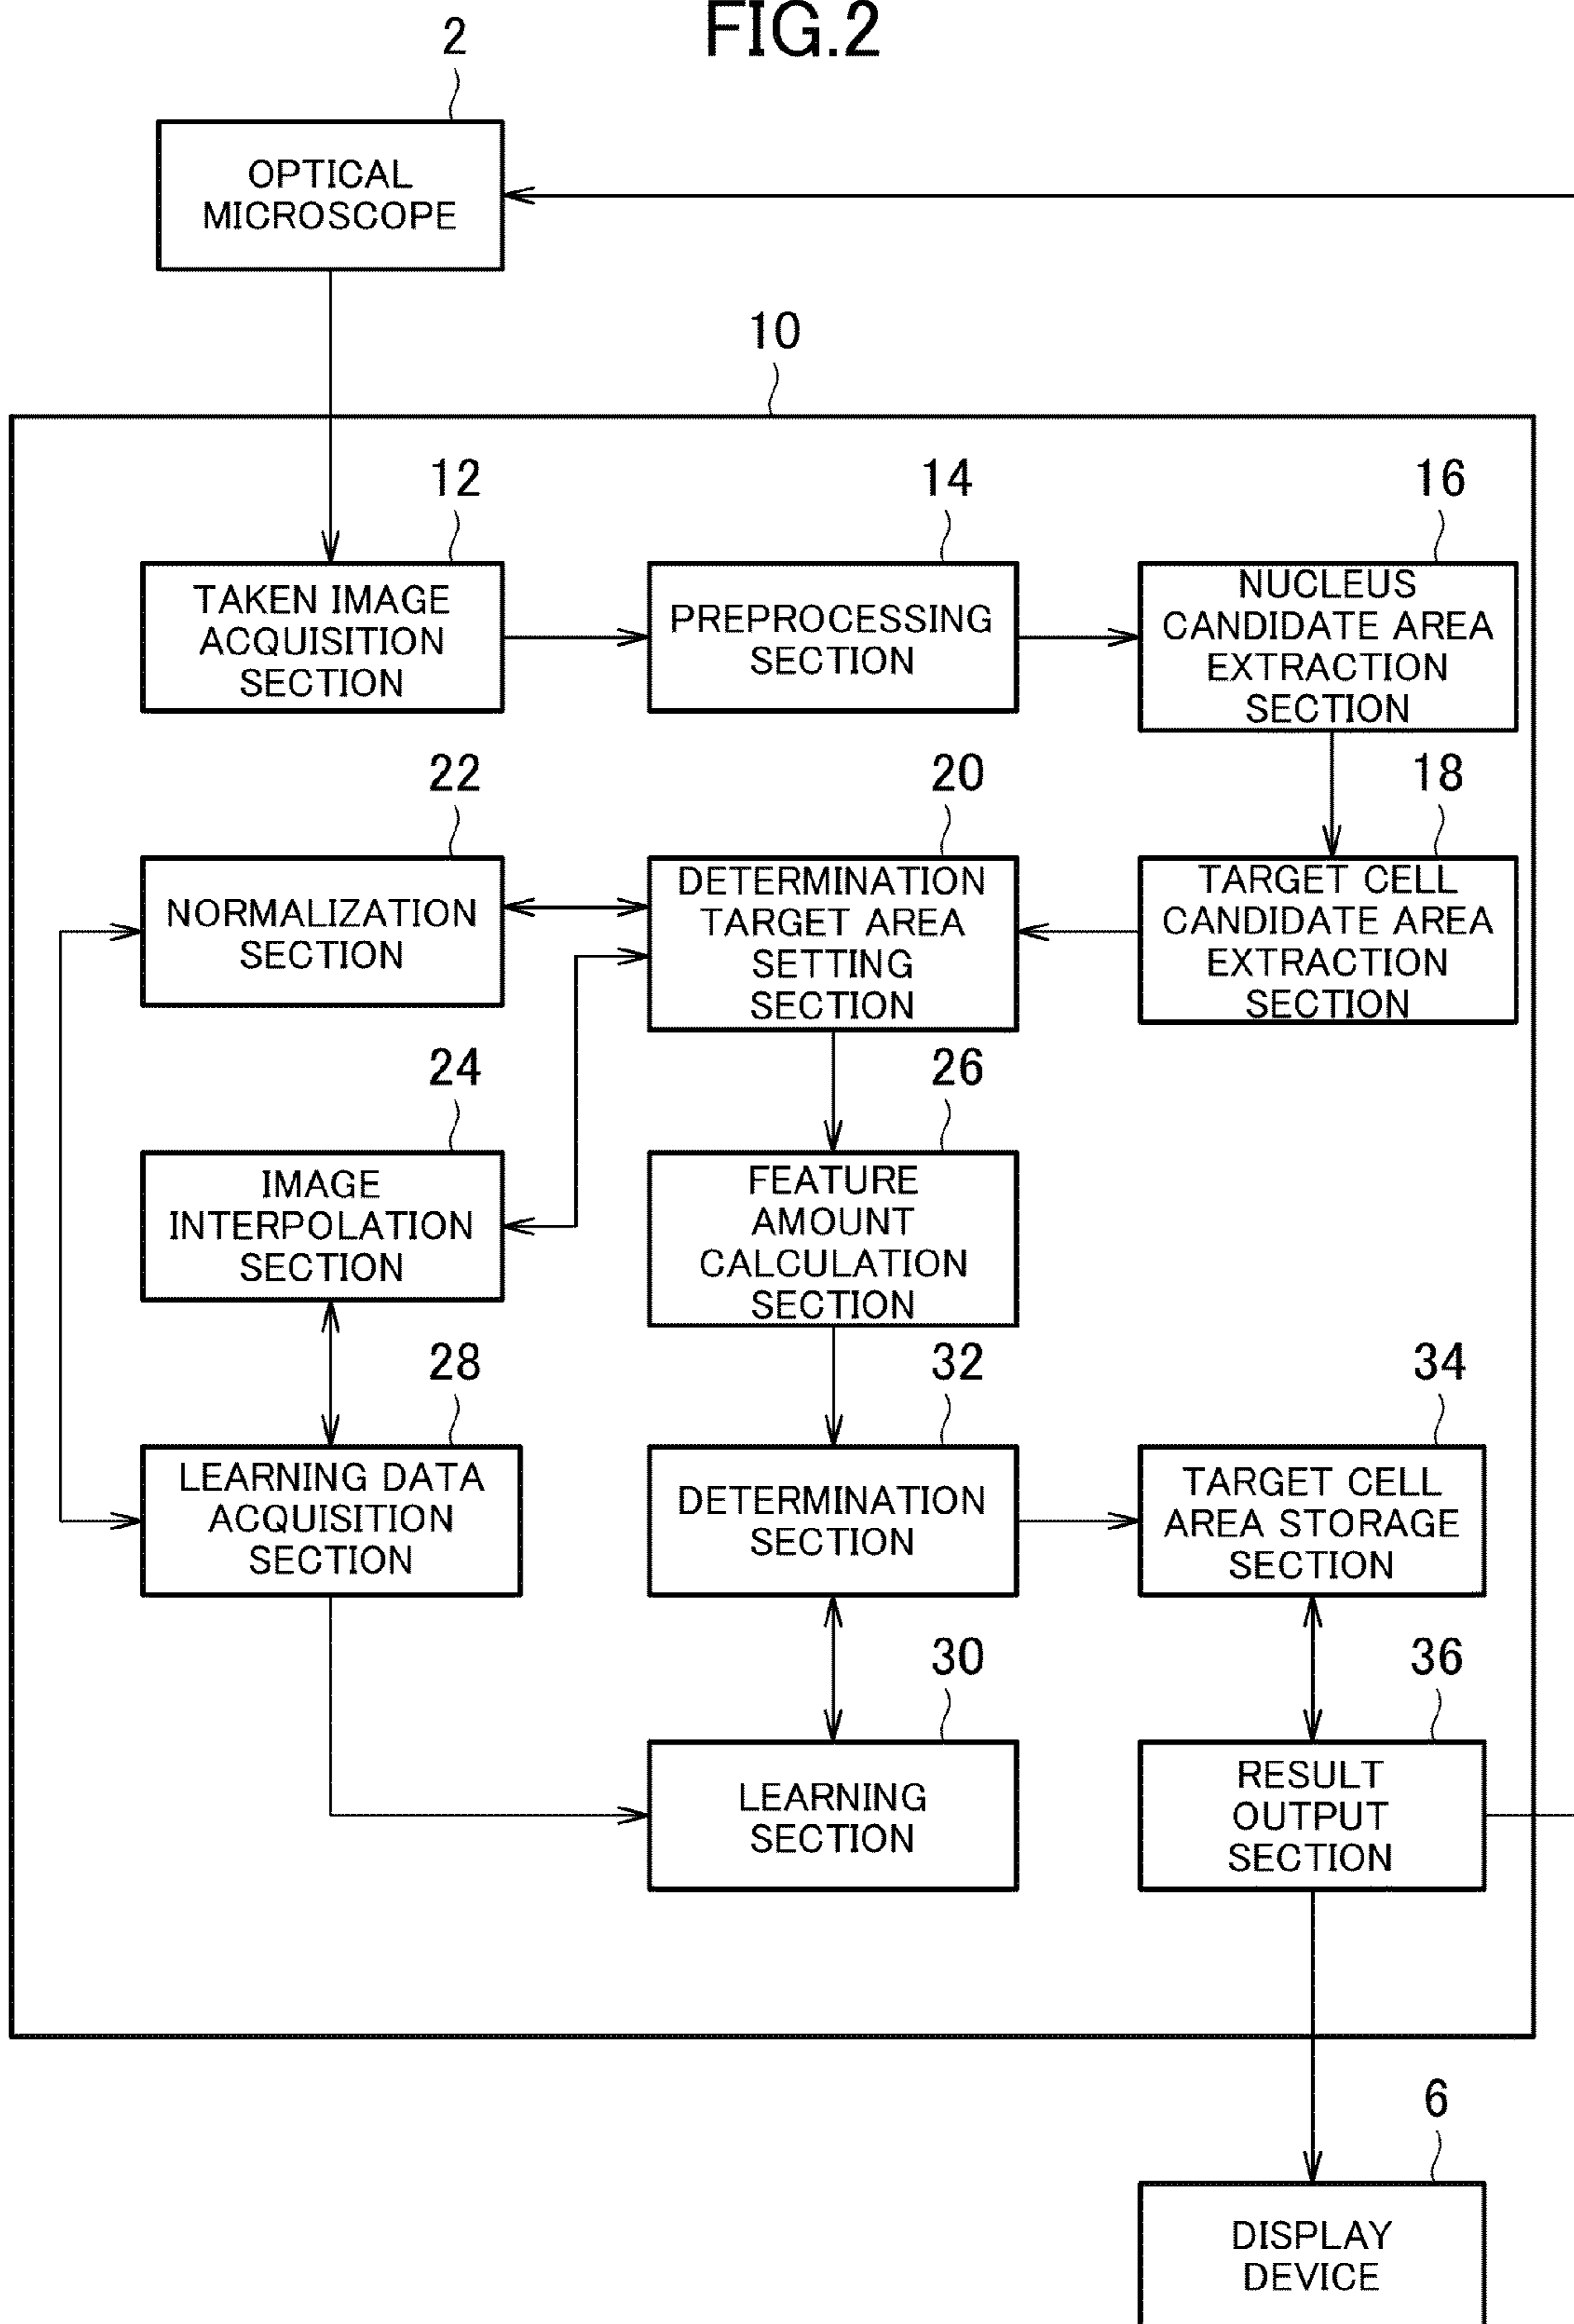 FIG.2
2
OPTICAL
MICROSCOPE
10
12
TAKEN IMAGE
ACQUISITION
SECTION
14
PREPROCESSING
SECTION
16
NUCLEUS
CANDIDATE AREA
EXTRACTION
SECTION
22
NORMALIZATION
SECTION
20
DETERMINATION
TARGET AREA
SETTING
SECTION
18
TARGET CELL
CANDIDATE AREA
EXTRACTION
SECTION
24
IMAGE
INTERPOLATION
SECTION
26
FEATURE
AMOUNT
CALCULATION
SECTION
28
LEARNING DATA
ACQUISITION
SECTION
32
DETERMINATION
SECTION
34
TARGET CELL
AREA STORAGE
SECTION
30
LEARNING
SECTION
36
RESULT
OUTPUT
SECTION
6
DISPLAY
DEVICE